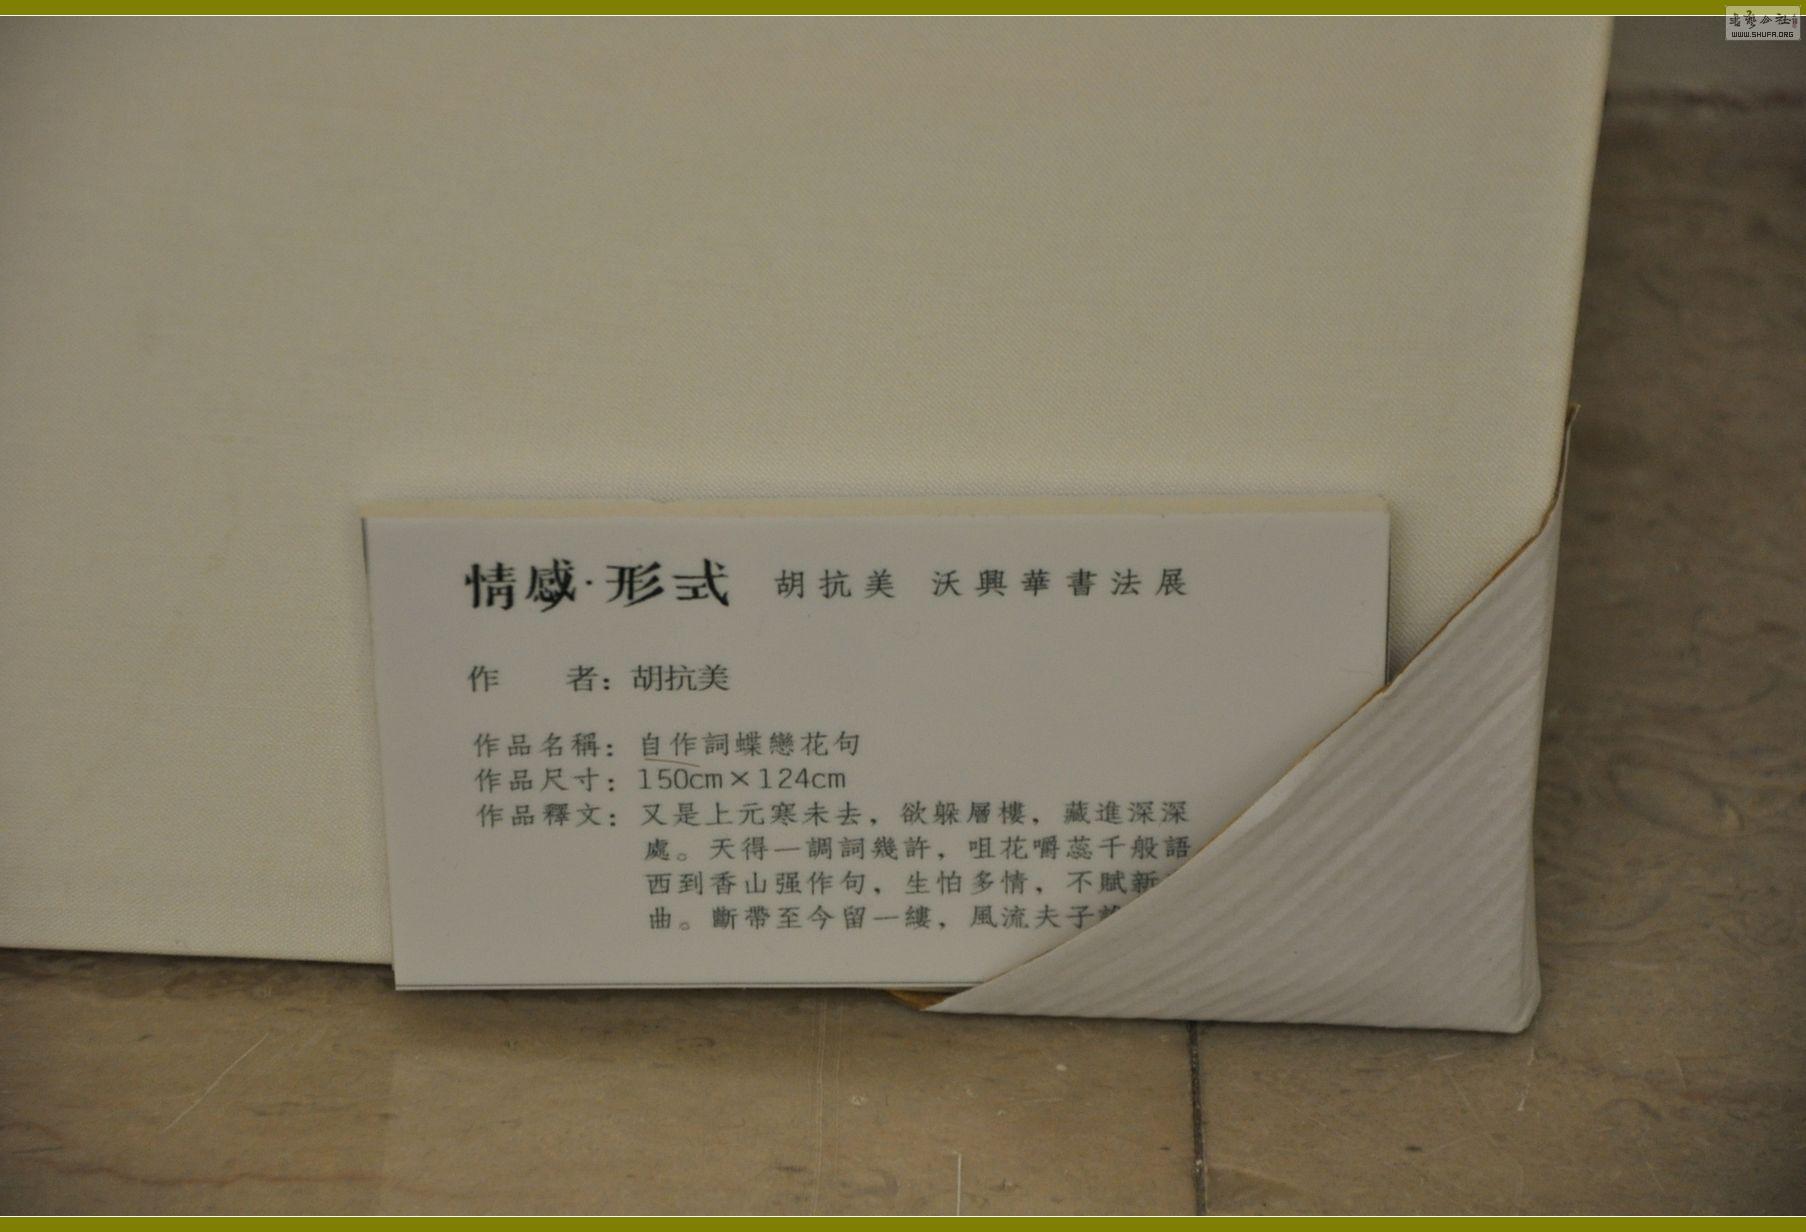 WWW.SHUFA.ORG
情感·形式 胡抗美 沃興華書法展
作 者：胡抗美
作品名稱：自作詞蝶戀花句
作品尺寸：150cm×124cm
作品釋文：又是上元寒未去，欲躲層樓，藏進深深
處。天得一調詞幾許，咀花嚼蕊千般語
西到香山强作句，生怕多情，不賦新
曲。斷帶至今留一縷，風流夫子